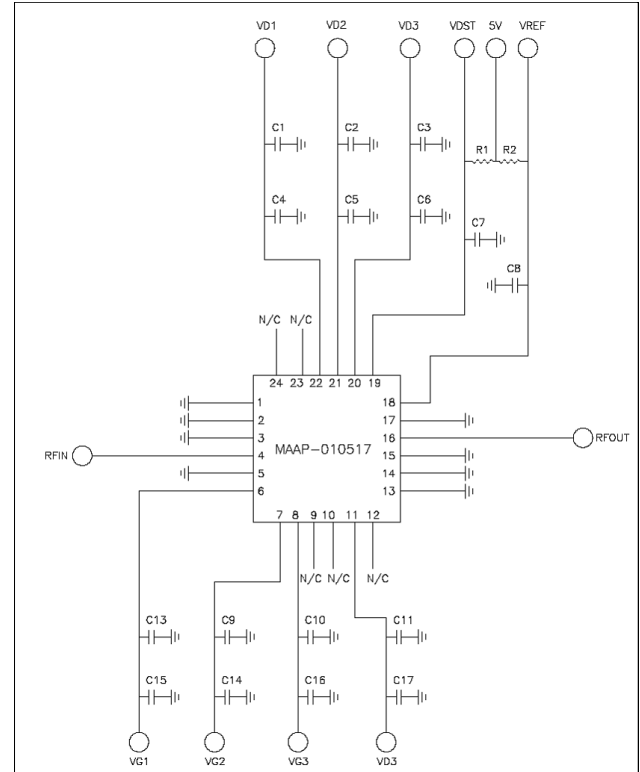 VD1 VD2 VD3 VDST 5V VREF
C1 C2 C3
R1 R2
C4 C5 C6
C7
C8
N/C N/C
24 23 22 21 20 19
1 18
2 17
3 16
MAAP-010517
RFIN 4 15 RFOUT
5 14
6 13
7 8 9 10 11 12
N/C N/C N/C
C13 C9 C10 C11
C15 C14 C16 C17
VG1 VG2 VG3 VD3